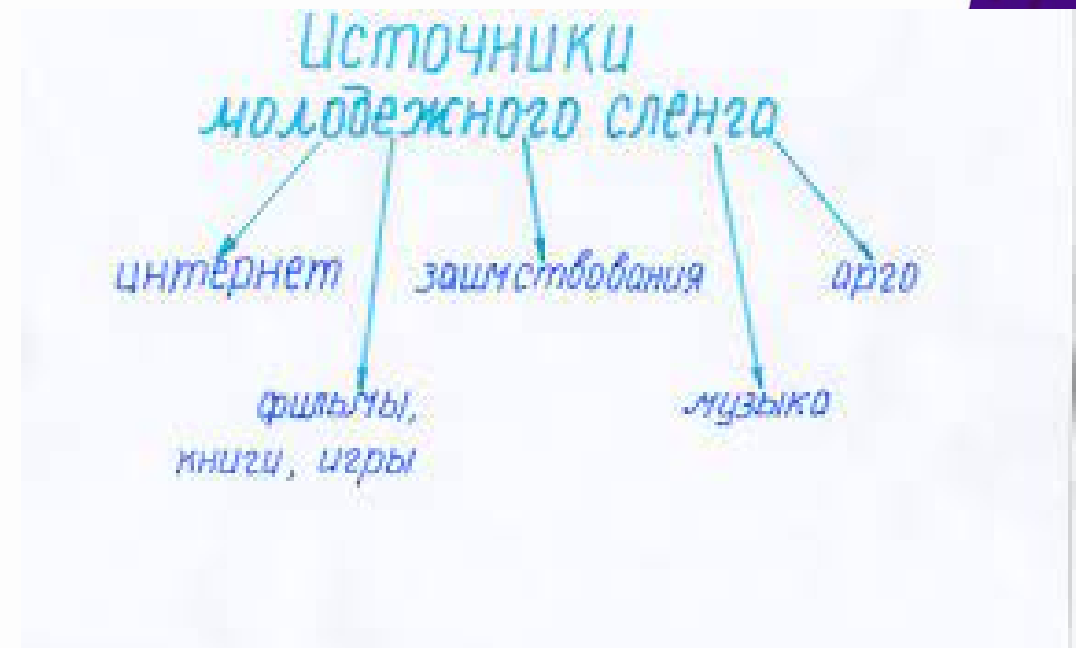 Источники
молодежного сленга
интернет заимствования арго
фильмы, музыка
книги, игры